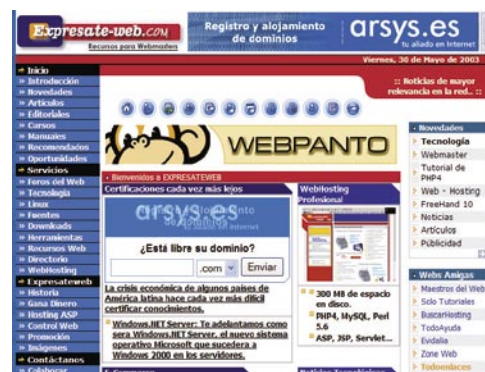 Expresate-web.com
Recursos para Webmasters
Registro y alojamiento
de dominios
arsys.es
tu aliado en Internet
Viernes, 30 de Mayo de 2003
:: Noticias de mayor
relevancia en la red.. ::
Inicio
Introducción
Novedades
Artículos
Editoriales
Cursos
Manuales
Recomendados
Oportunidades
Servicios
Foros del Web
Tecnología
Linux
Fuentes
Downloads
Herramientas
Recursos Web
Directorio
WebHosting
Expresateweb
Historia
Gana Dinero
Hosting ASP
Control Web
Promoción
Imágenes
Contáctanos
Colaborar
WEBPANTO
Bienvenidos a EXPRESATEWEB
Certificaciones cada vez más lejos
arsys.es
¿Está libre su dominio?
.com
Enviar
La crisis económica de algunos países de
América latina hace cada vez más difícil
certificar conocimientos.
Windows.NET Server: Te adelantamos como
sera Windows.NET Server, el nuevo sistema
operativo Microsoft que sucedera a
Windows 2000 en los servidores.
WebHosting
Profesional
300 MB de espacio
en disco.
PHP4, MySQL, Perl
5.6
ASP, JSP, Servlet...
Novedades
Tecnología
Webmaster
Tutorial de
PHP4
Web - Hosting
FreeHand 10
Noticias
Artículos
Publicidad
Webs Amigas
Maestros del Web
Solo Tutoriales
BuscarHosting
TodoAyuda
Evidalia
Zone Web
Todoenlaces